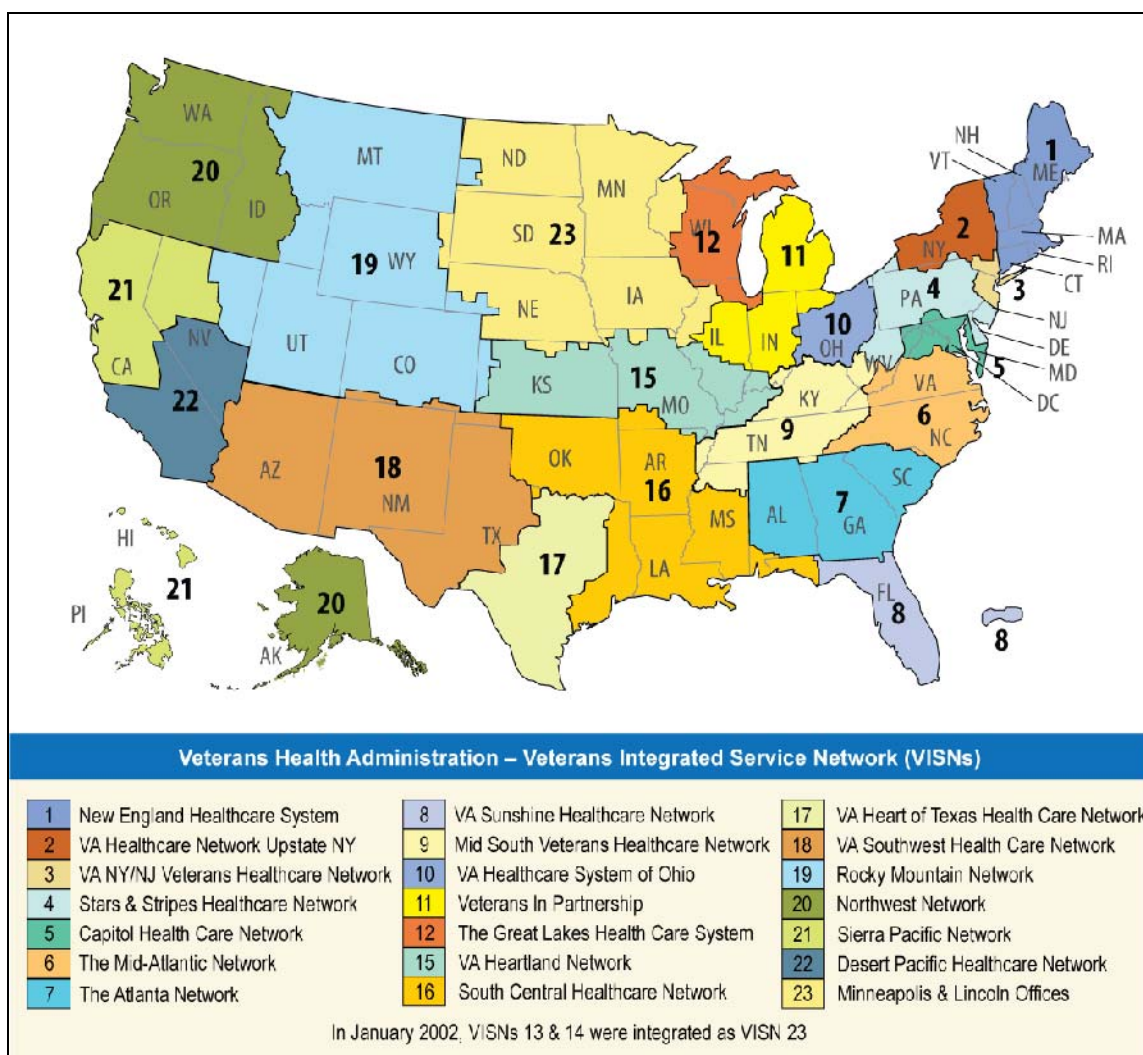 WA
MT
ND
MN
NH
VT
1
ME
20
OR
ID
SD
23
WI
12
11
2
NY
MA
RI
CT
19
WY
21
NE
IA
4
PA
3
NJ
10
OH
IL
IN
DE
MD
5
DC
NV
UT
CO
CA
22
KS
15
MO
WV
VA
KY
6
NC
TN
9
AZ
18
NM
OK
AR
16
SC
7
AL
GA
MS
TX
17
LA
HI
21
PI
20
AK
FL
8
8
Veterans Health Administration – Veterans Integrated Service Network (VISNs)
1 New England Healthcare System
2 VA Healthcare Network Upstate NY
3 VA NY/NJ Veterans Healthcare Network
4 Stars & Stripes Healthcare Network
5 Capitol Health Care Network
6 The Mid-Atlantic Network
7 The Atlanta Network
8 VA Sunshine Healthcare Network
9 Mid South Veterans Healthcare Network
10 VA Healthcare System of Ohio
11 Veterans In Partnership
12 The Great Lakes Health Care System
15 VA Heartland Network
16 South Central Healthcare Network
17 VA Heart of Texas Health Care Network
18 VA Southwest Health Care Network
19 Rocky Mountain Network
20 Northwest Network
21 Sierra Pacific Network
22 Desert Pacific Healthcare Network
23 Minneapolis & Lincoln Offices
In January 2002, VISNs 13 & 14 were integrated as VISN 23